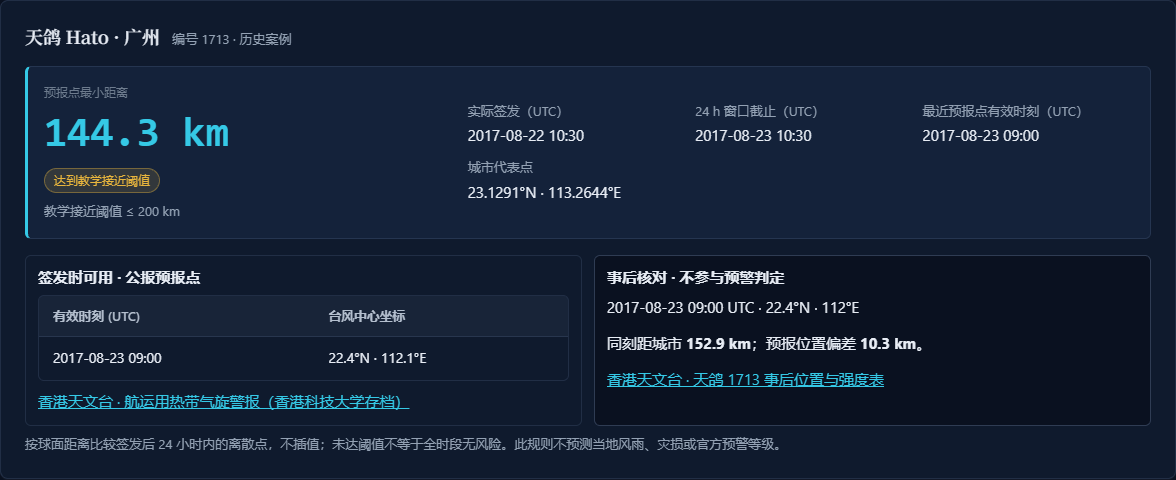 天鸽 Hato · 广州 编号 1713 · 历史案例
预报点最小距离
144.3 km
达到教学接近阈值
教学接近阈值 ≤ 200 km
实际签发（UTC）
2017-08-22 10:30
24 h 窗口截止（UTC）
2017-08-23 10:30
最近预报点有效时刻（UTC）
2017-08-23 09:00
城市代表点
23.1291°N · 113.2644°E
签发时可用 · 公报预报点
有效时刻 (UTC) 台风中心坐标
2017-08-23 09:00 22.4°N · 112.1°E
香港天文台 · 航运用热带气旋警报（香港科技大学存档）
事后核对 · 不参与预警判定
2017-08-23 09:00 UTC · 22.4°N · 112°E
同刻距城市 152.9 km；预报位置偏差 10.3 km。
香港天文台 · 天鸽 1713 事后位置与强度表
按球面距离比较签发后 24 小时内的离散点，不插值；未达阈值不等于全时段无风险。此规则不预测当地风雨、灾损或官方预警等级。